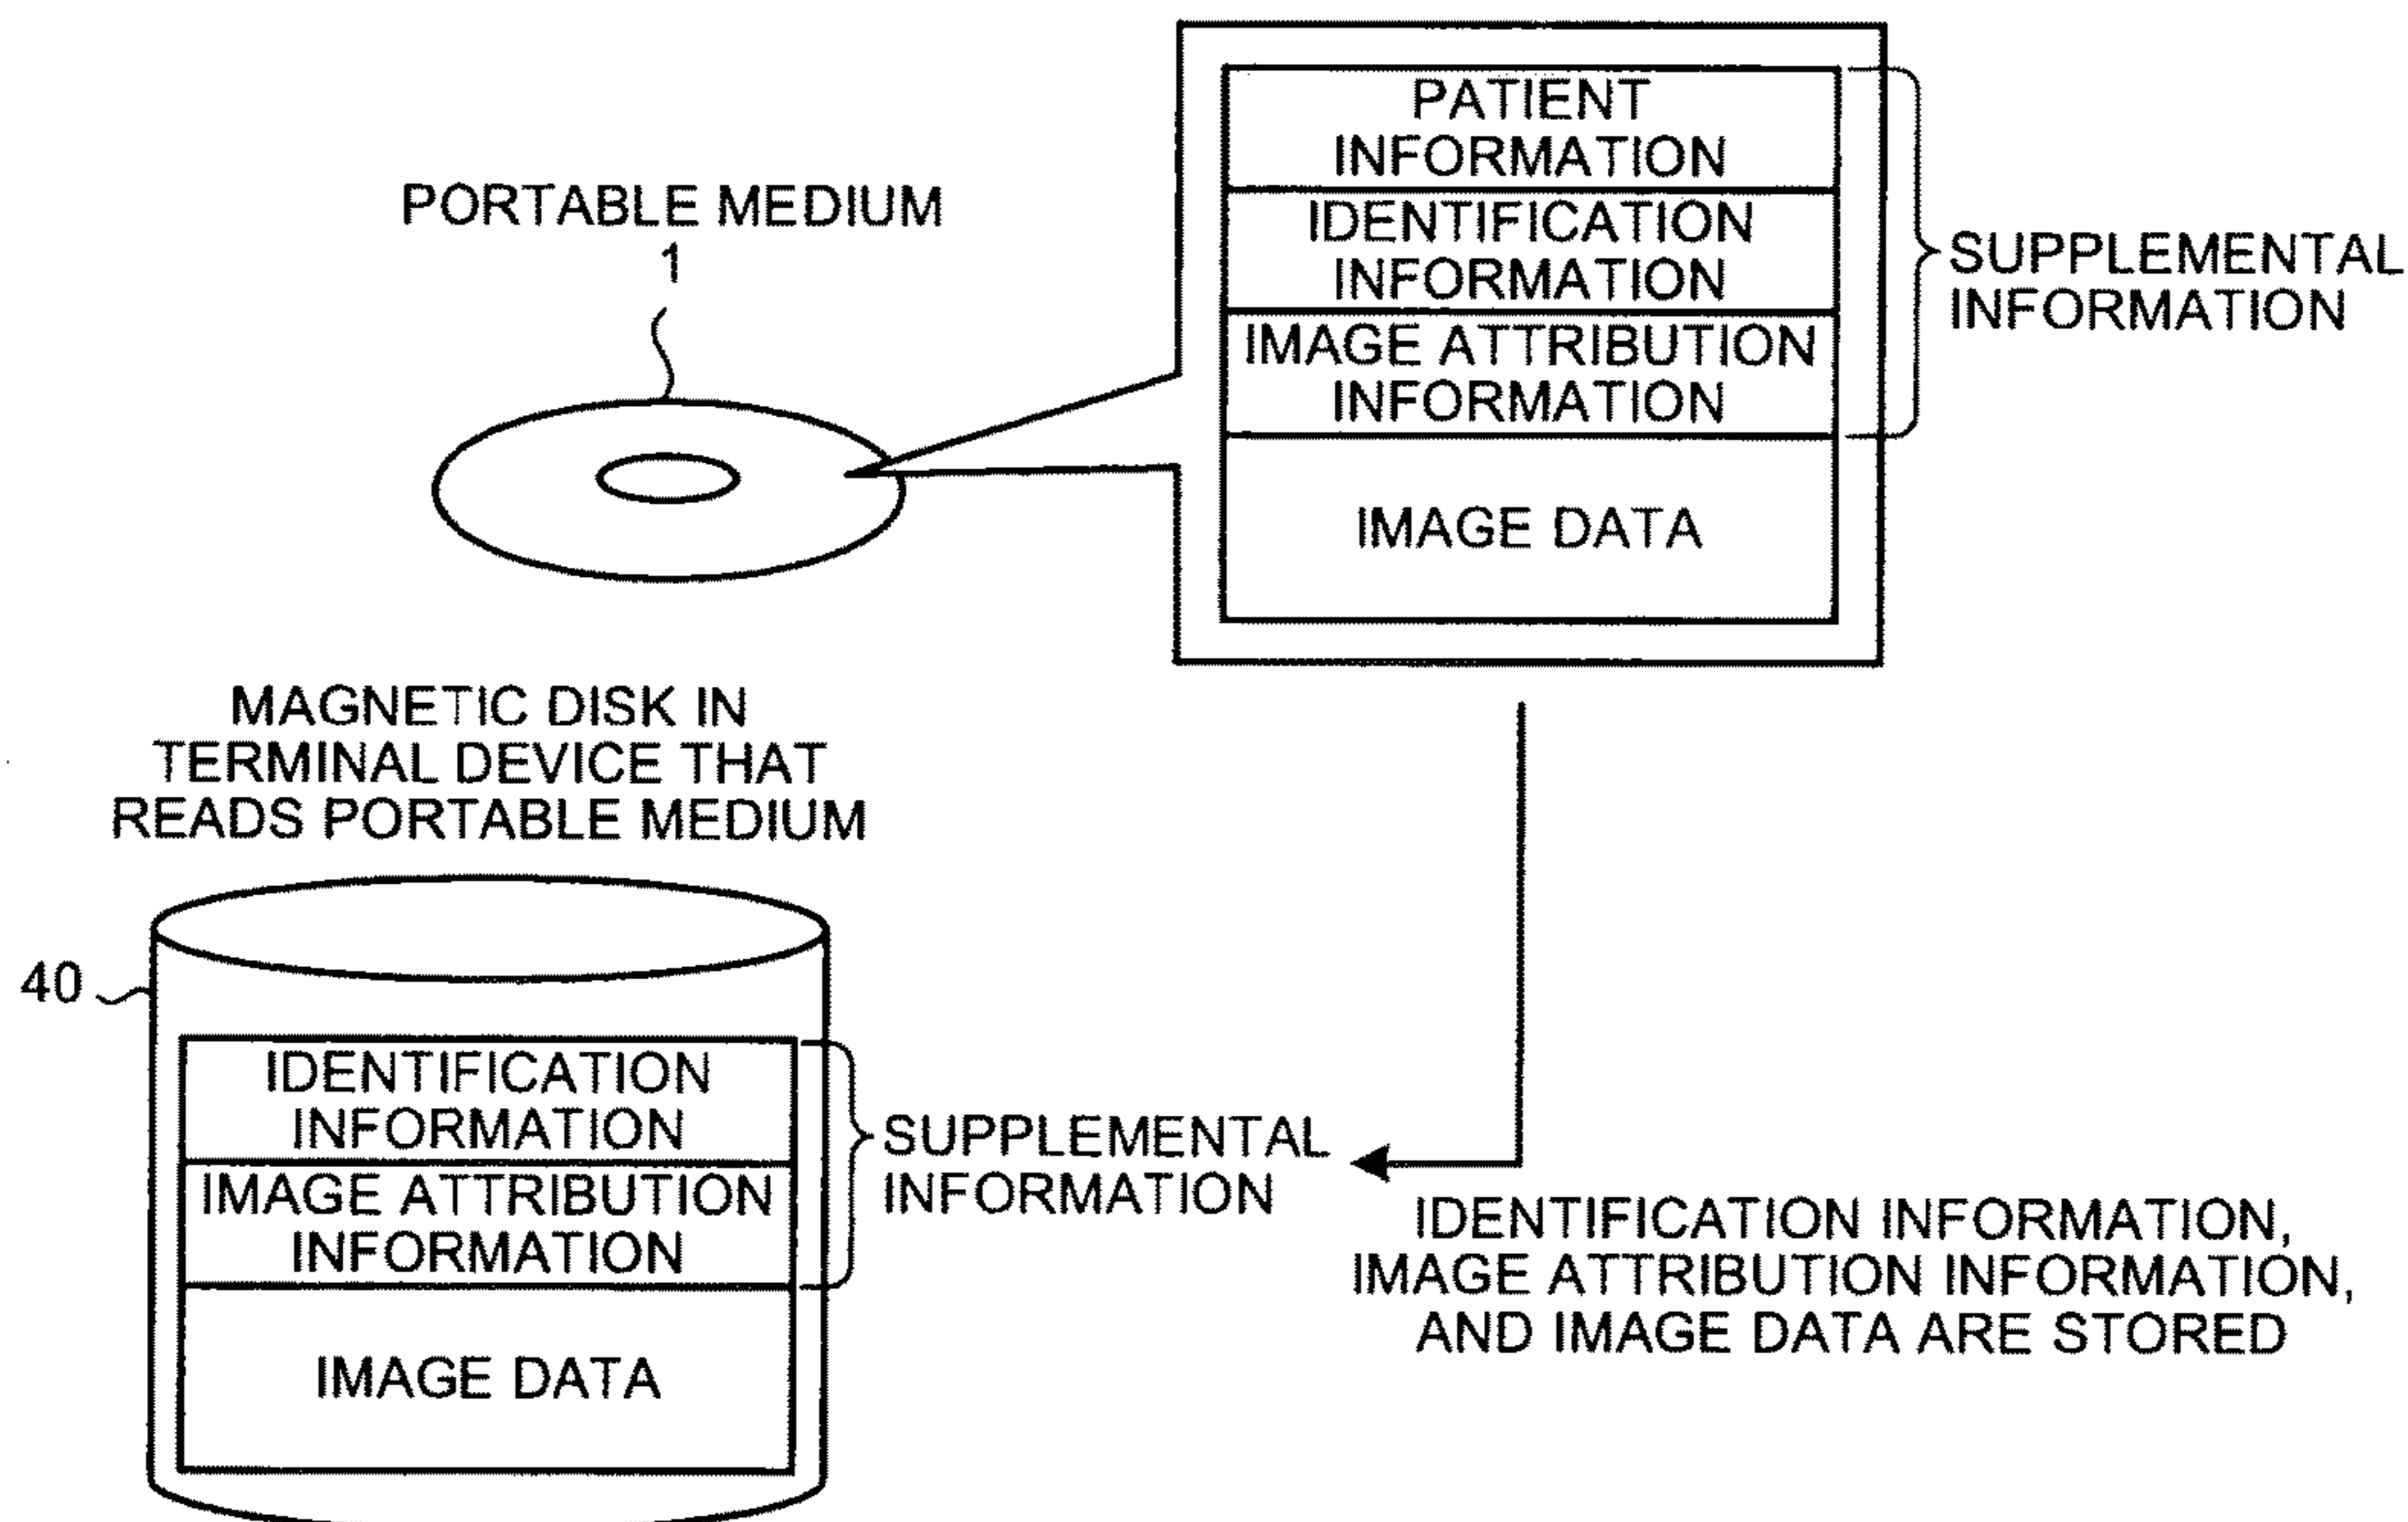 PORTABLE MEDIUM
1
PATIENT
INFORMATION
IDENTIFICATION
INFORMATION
IMAGE ATTRIBUTION
INFORMATION
IMAGE DATA
SUPPLEMENTAL
INFORMATION
MAGNETIC DISK IN
TERMINAL DEVICE THAT
READS PORTABLE MEDIUM
40
IDENTIFICATION
INFORMATION
IMAGE ATTRIBUTION
INFORMATION
IMAGE DATA
SUPPLEMENTAL
INFORMATION
IDENTIFICATION INFORMATION,
IMAGE ATTRIBUTION INFORMATION,
AND IMAGE DATA ARE STORED